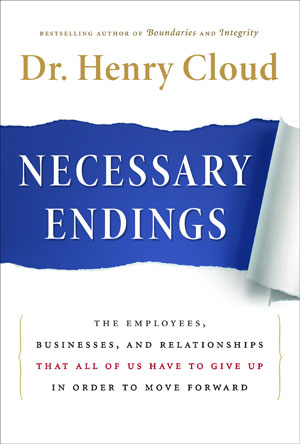 BESTSELLING AUTHOR OF Boundaries AND Integrity
Dr. Henry Cloud
NECESSARY
ENDINGS
THE EMPLOYEES,
BUSINESSES, AND RELATIONSHIPS
THAT ALL OF US HAVE TO GIVE UP
IN ORDER TO MOVE FORWARD